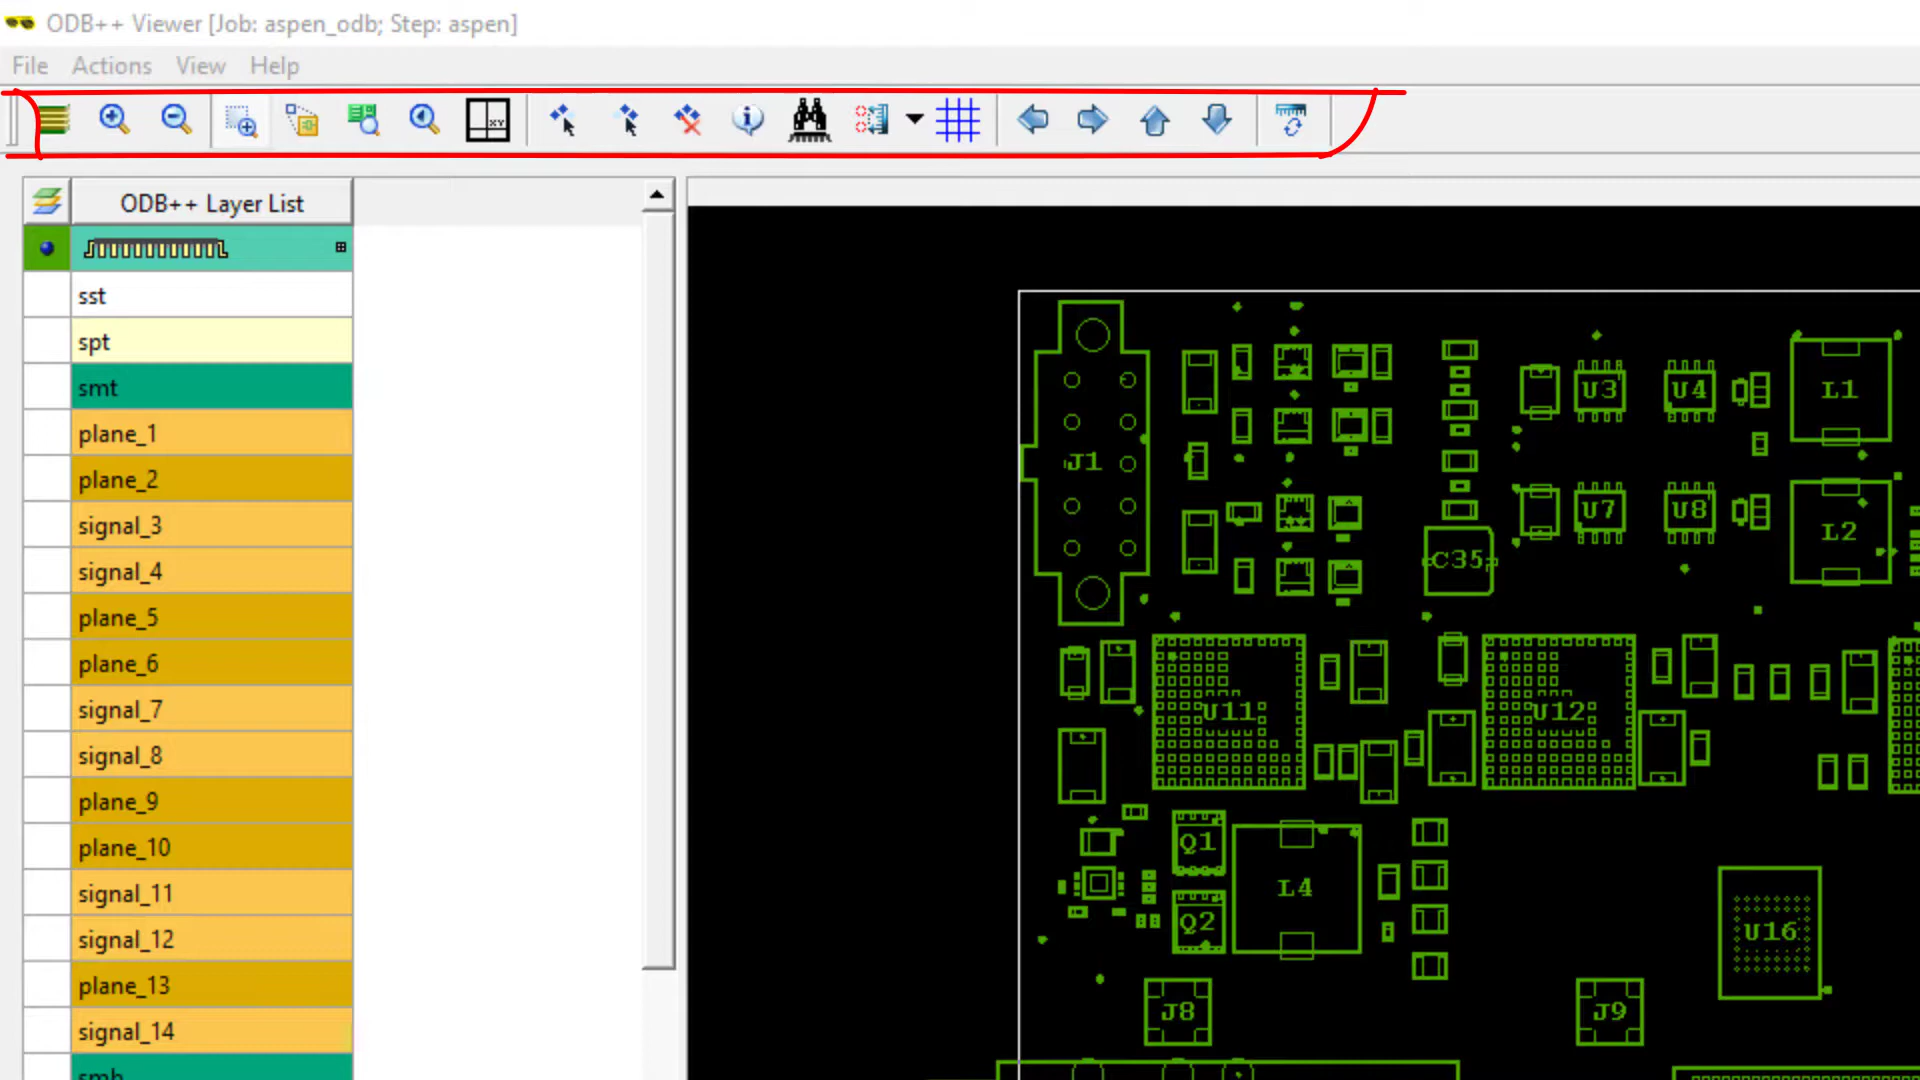 ODB++ Viewer [Job: aspen_odb; Step: aspen]
File Actions View Help
XY
ODB++ Layer List
sst
spt
smt
plane_1
plane_2
signal_3
signal_4
plane_5
plane_6
signal_7
signal_8
plane_9
plane_10
signal_11
signal_12
plane_13
signal_14
smb
U3 U4 L1
J1
U7 U8 L2
C35
U11 U12
Q1
L4
Q2
U16
J8 J9